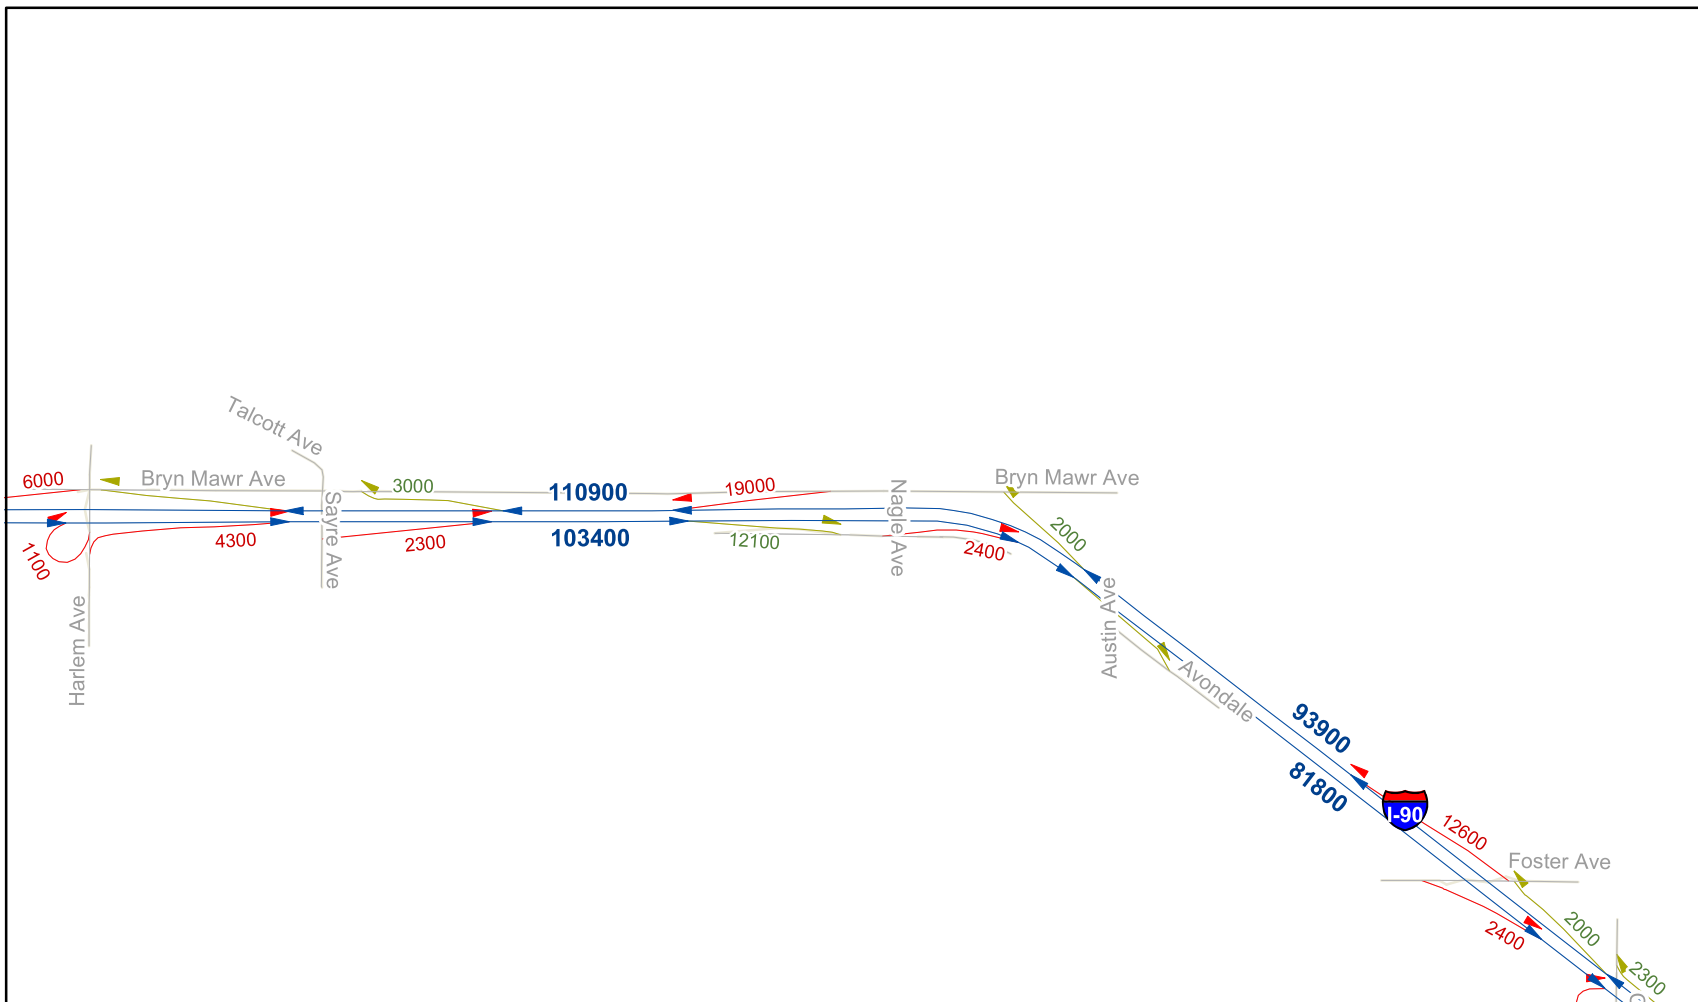 Talcott Ave
6000
Bryn Mawr Ave
3000
110900
19000
Bryn Mawr Ave
1100
4300
Sayre Ave
2300
103400
12100
Nagle Ave
2400
2000
Harlem Ave
Austin Ave
Avondale
93900
81800
I-90
12600
Foster Ave
2400
2000
2300